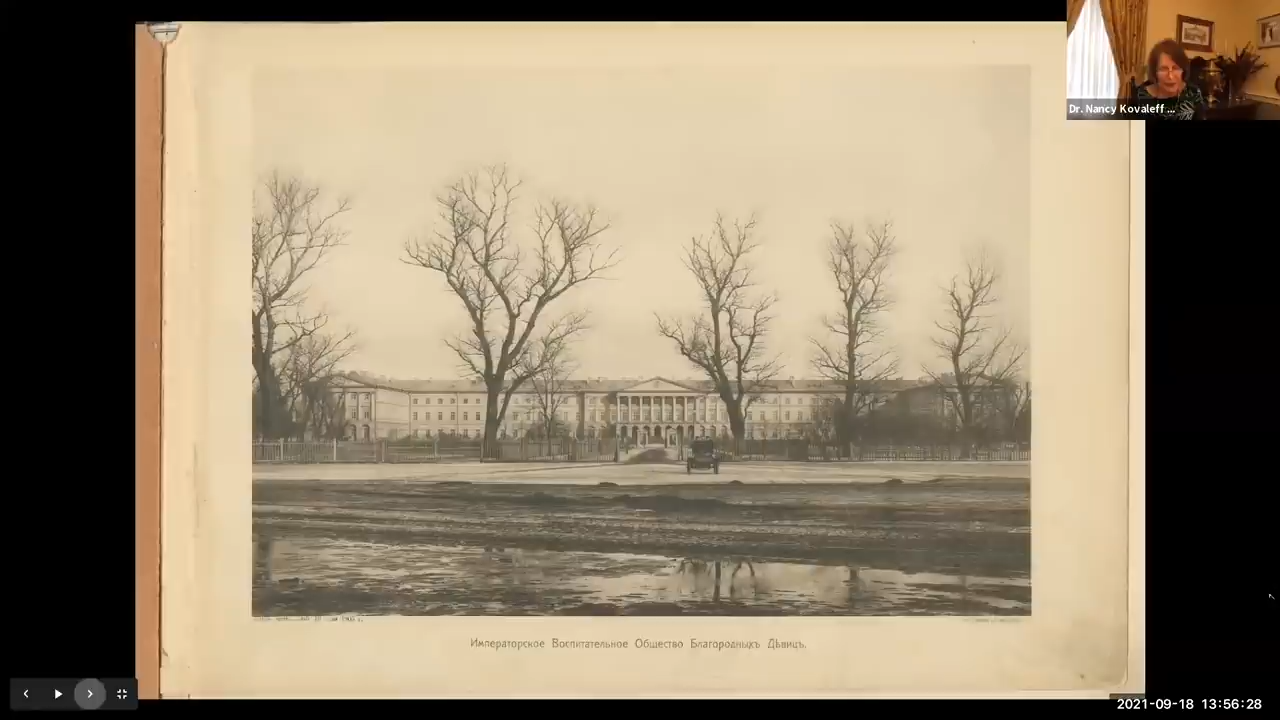 Dr. Nancy Kovaleff ...
Императорское Воспитательное Общество Благородныхъ Дѣвицъ.
2021-09-18 13:56:28